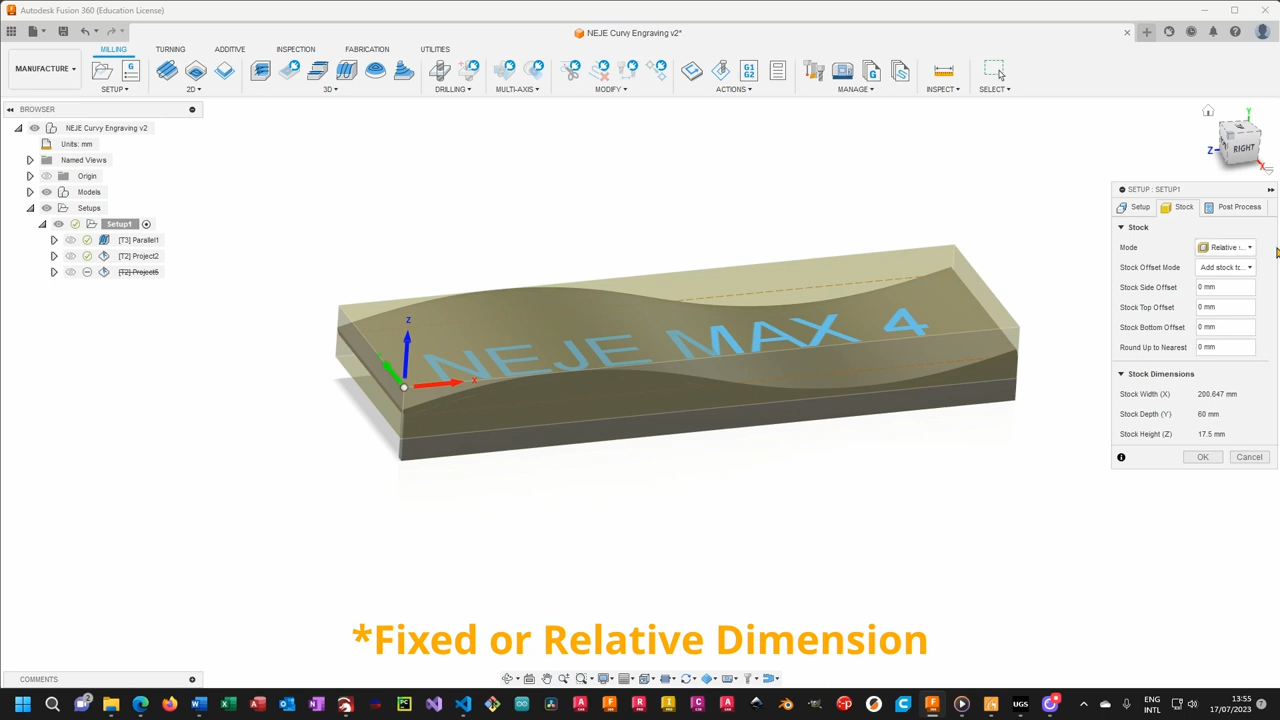 Autodesk Fusion 360 (Education License)
NEJE Curvy Engraving v2*
MANUFACTURE
MILLING TURNING ADDITIVE INSPECTION FABRICATION UTILITIES
G1
G2
SETUP 2D 3D DRILLING MULTI-AXIS MODIFY ACTIONS MANAGE INSPECT SELECT
BROWSER
NEJE Curvy Engraving v2
Units: mm
Named Views
Origin
Models
Setups
Setup1
[T3] Parallel1
[T2] Project2
[T2] Project5
Y
Z
RIGHT
X
SETUP : SETUP1
Setup Stock Post Process
Stock
Mode Relative s...
Stock Offset Mode Add stock to...
Stock Side Offset 0 mm
Stock Top Offset 0 mm
Stock Bottom Offset 0 mm
Round Up to Nearest 0 mm
Stock Dimensions
Stock Width (X) 200.647 mm
Stock Depth (Y) 60 mm
Stock Height (Z) 17.5 mm
OK Cancel
Z
X
NEJE MAX 4
*Fixed or Relative Dimension
COMMENTS
2
PC
UGS
ENG
INTL
13:55
17/07/2023